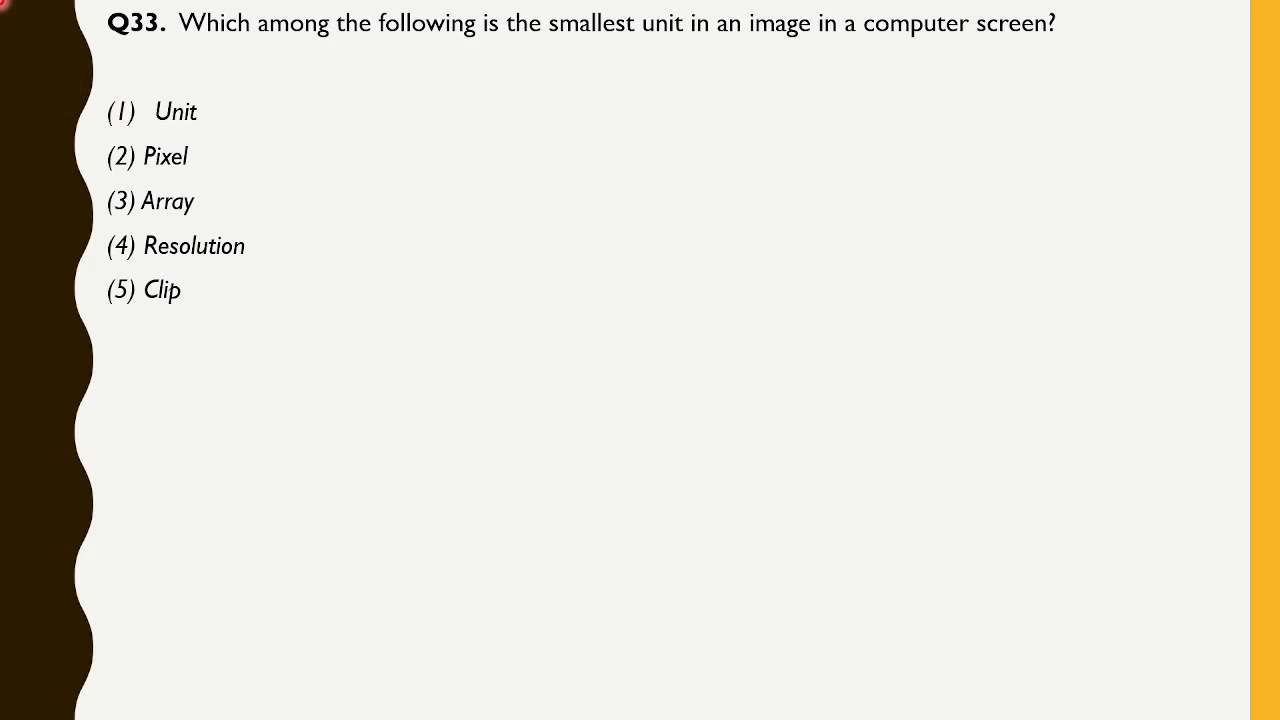 Q33. Which among the following is the smallest unit in an image in a computer screen?
(1) Unit
(2) Pixel
(3) Array
(4) Resolution
(5) Clip